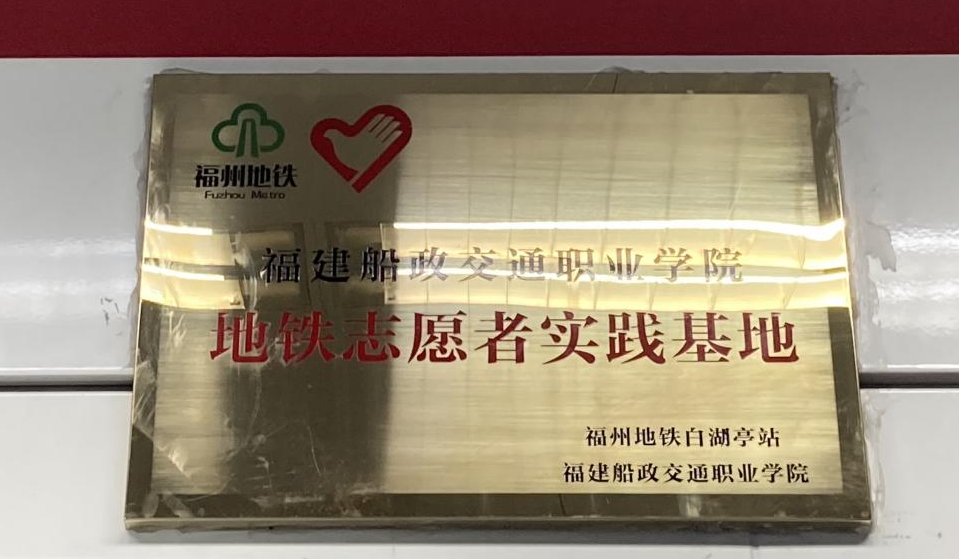 福州地铁
Fuzhou Metro
福建船政交通职业学院
地铁志愿者实践基地
福州地铁白湖亭站
福建船政交通职业学院